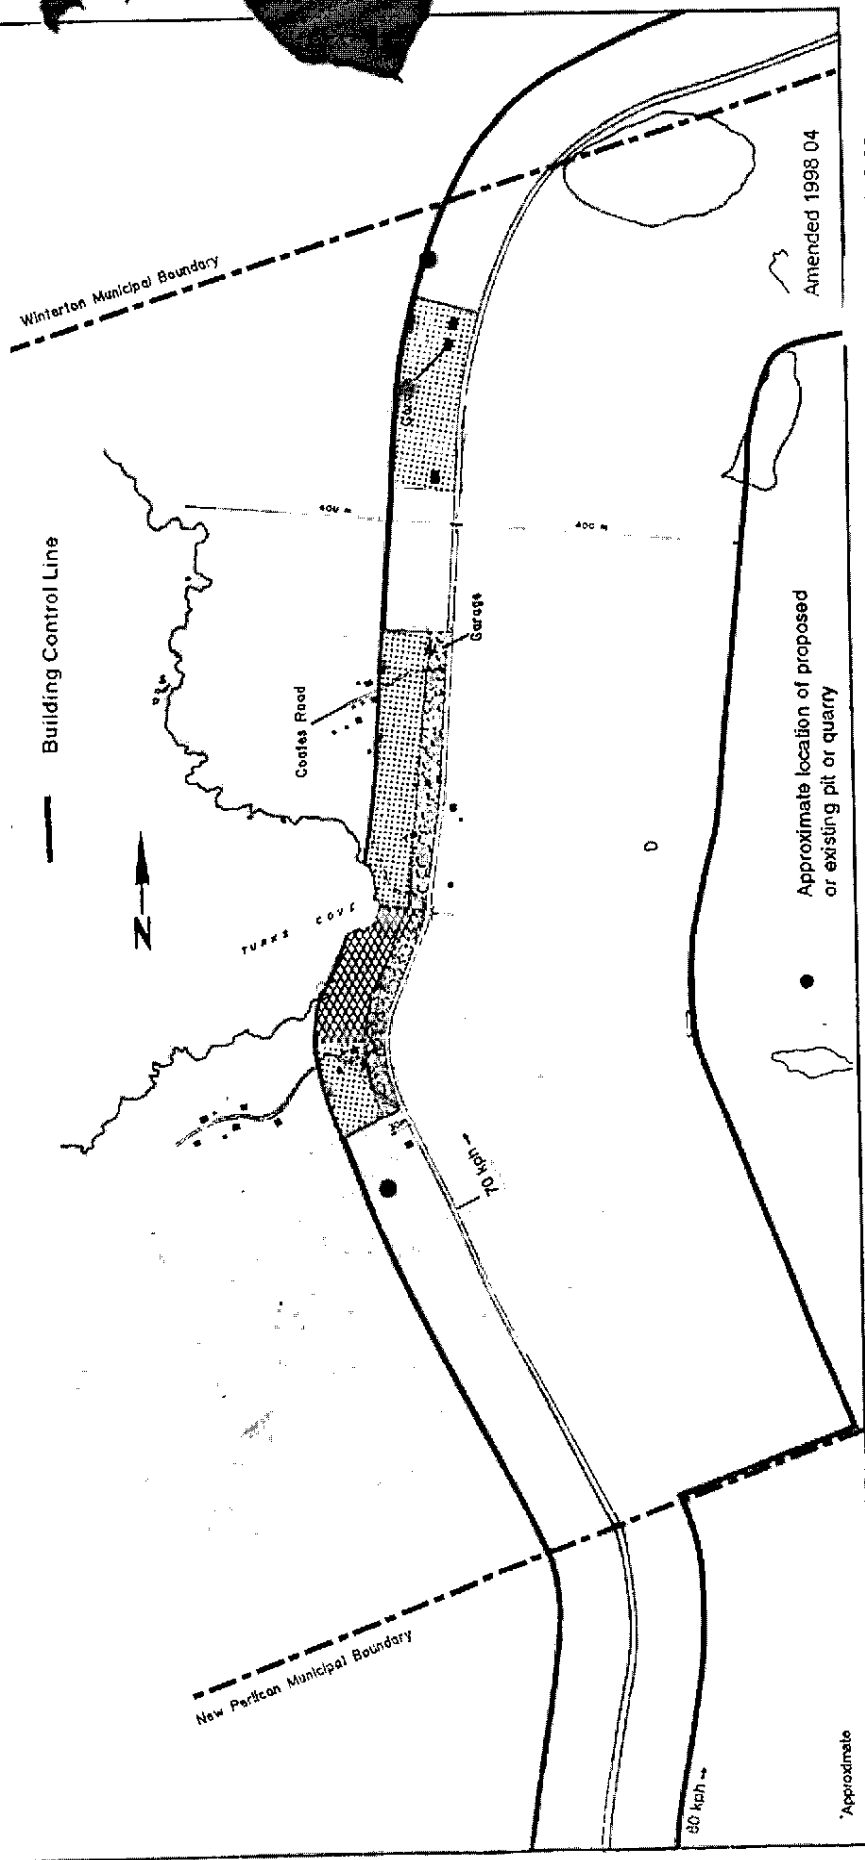 Building Control Line
N
Winterton Municipal Boundary
TURKS COVE
Coates Road
Garage
400 m
400 m
70 kph
New Perlican Municipal Boundary
80 kph
Approximate location of proposed
or existing pit or quarry
Amended 1998 04
*Approximate